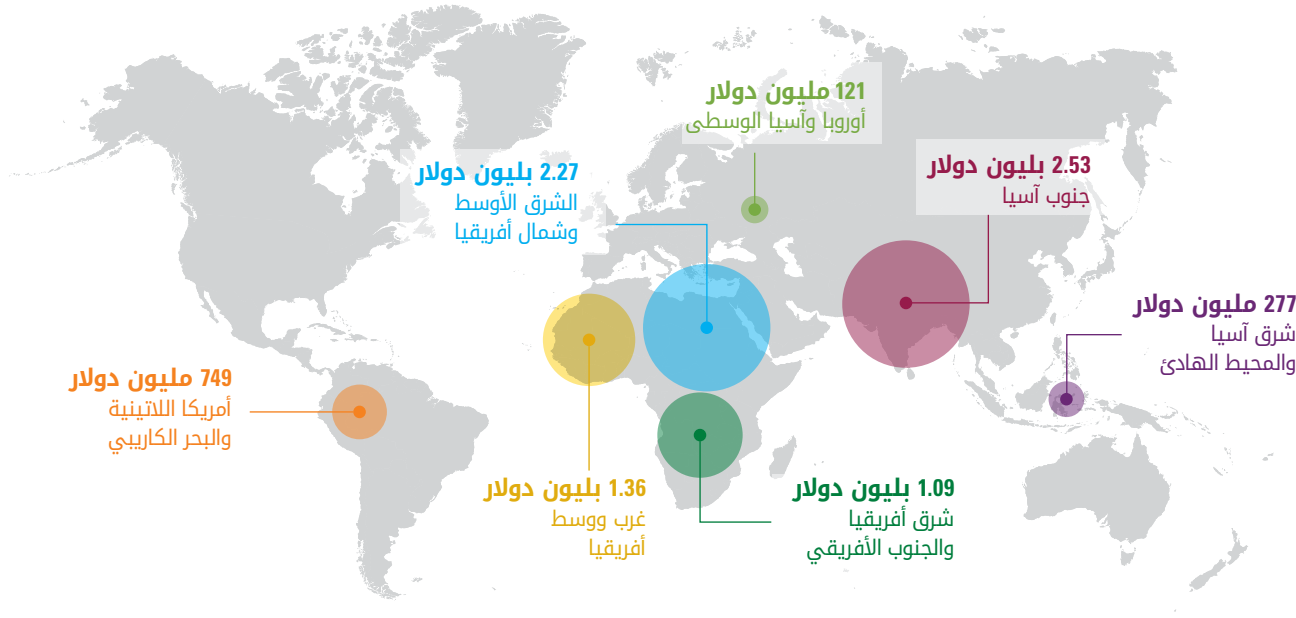 121 مليون دولار
أوروبا وآسيا الوسطى
2.53 بليون دولار
جنوب آسيا
2.27 بليون دولار
الشرق الأوسط
وشمال أفريقيا
277 مليون دولار
شرق آسيا
والمحيط الهادئ
749 مليون دولار
أمريكا اللاتينية
والبحر الكاريبي
1.09 بليون دولار
شرق أفريقيا
والجنوب الأفريقي
1.36 بليون دولار
غرب ووسط
أفريقيا